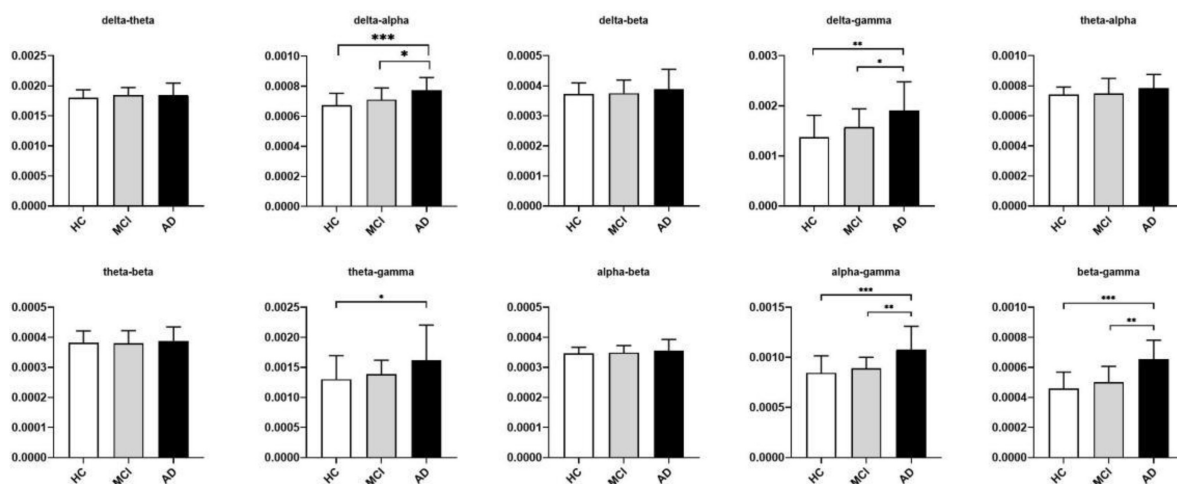 delta-theta
0.0025
0.0020
0.0015
0.0010
0.0005
0.0000
HC
MCI
AD
delta-alpha
***
*
0.0010
0.0008
0.0006
0.0004
0.0002
0.0000
HC
MCI
AD
delta-beta
0.0005
0.0004
0.0003
0.0002
0.0001
0.0000
HC
MCI
AD
delta-gamma
**
*
0.003
0.002
0.001
0.000
HC
MCI
AD
theta-alpha
0.0010
0.0008
0.0006
0.0004
0.0002
0.0000
HC
MCI
AD
theta-beta
0.0005
0.0004
0.0003
0.0002
0.0001
0.0000
HC
MCI
AD
theta-gamma
*
0.0025
0.0020
0.0015
0.0010
0.0005
0.0000
HC
MCI
AD
alpha-beta
0.0005
0.0004
0.0003
0.0002
0.0001
0.0000
HC
MCI
AD
alpha-gamma
***
**
0.0015
0.0010
0.0005
0.0000
HC
MCI
AD
beta-gamma
***
**
0.0010
0.0008
0.0006
0.0004
0.0002
0.0000
HC
MCI
AD